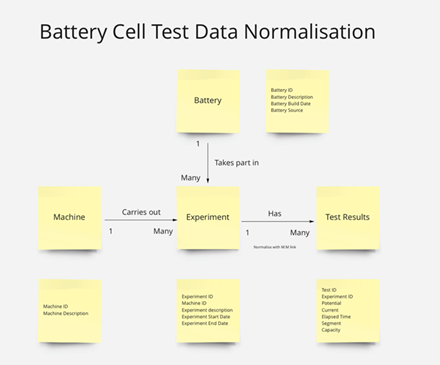 Battery Cell Test Data Normalisation
Battery
Battery ID
Battery Description
Battery Build Date
Battery Source
1
Takes part in
Many
Machine
Carries out
1
Many
Experiment
Has
1
Many
Normalise with M:M link
Test Results
Machine ID
Machine Description
Experiment ID
Machine ID
Experiment description
Experiment Start Date
Experiment End Date
Test ID
Experiment ID
Potential
Current
Elapsed Time
Segment
Capacity